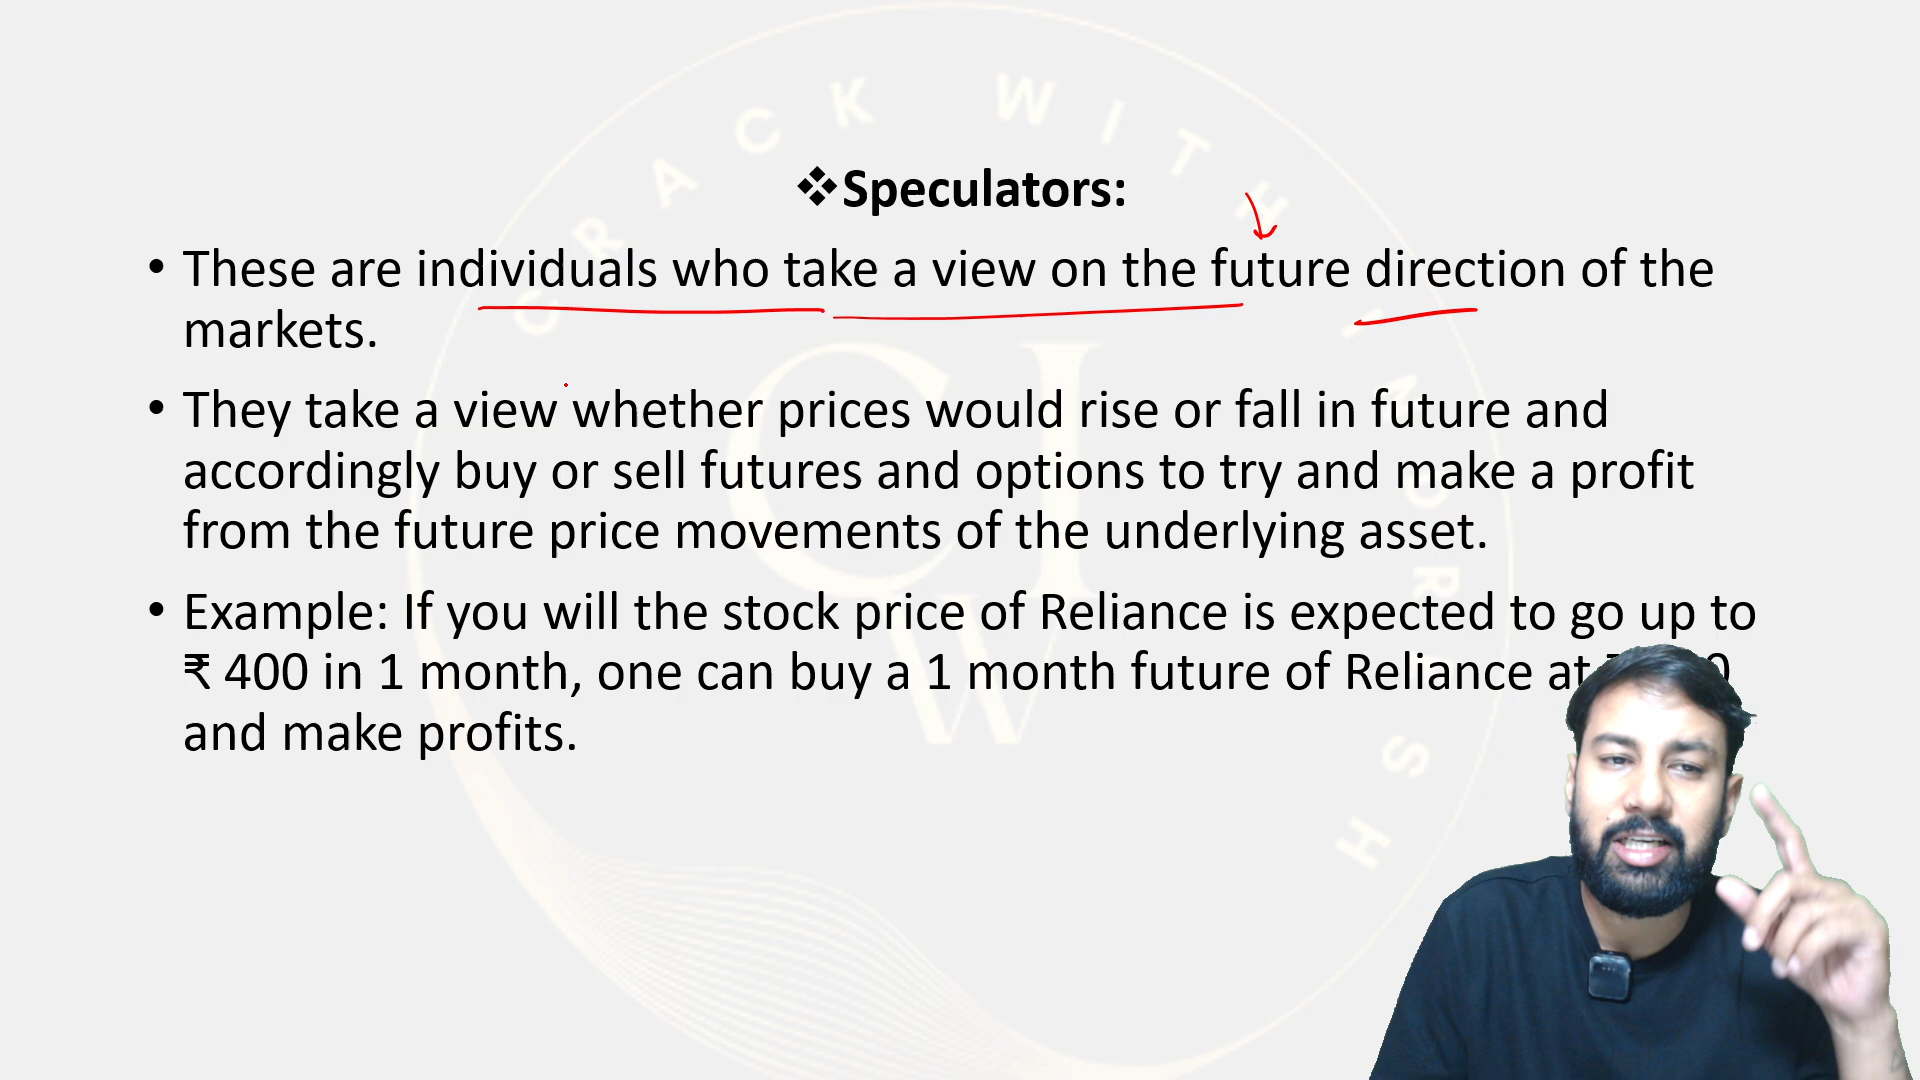 ❖Speculators:
• These are individuals who take a view on the future direction of the
markets.
• They take a view whether prices would rise or fall in future and
accordingly buy or sell futures and options to try and make a profit
from the future price movements of the underlying asset.
• Example: If you will the stock price of Reliance is expected to go up to
₹ 400 in 1 month, one can buy a 1 month future of Reliance at
and make profits.
CRACK WITH
CIW